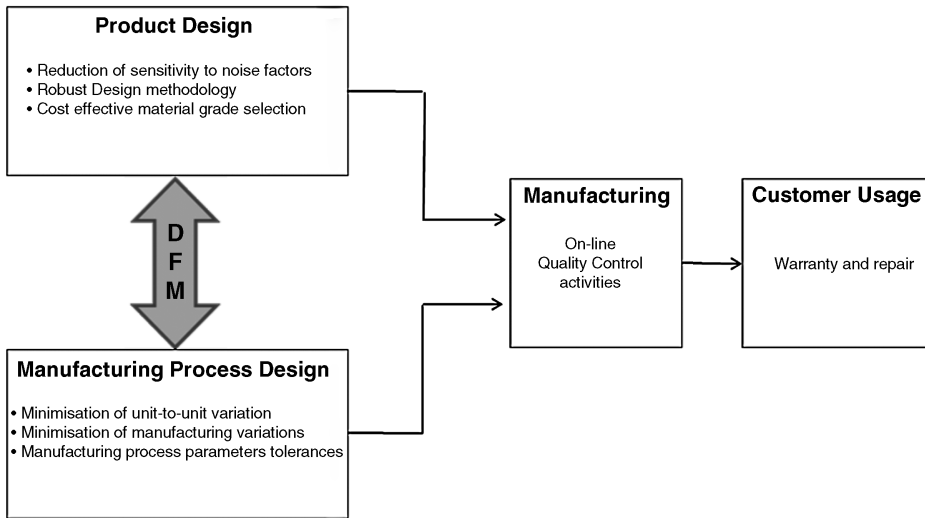 Product Design
• Reduction of sensitivity to noise factors
• Robust Design methodology
• Cost effective material grade selection
D
F
M
Manufacturing Process Design
• Minimisation of unit-to-unit variation
• Minimisation of manufacturing variations
• Manufacturing process parameters tolerances
Manufacturing
On-line
Quality Control
activities
Customer Usage
Warranty and repair